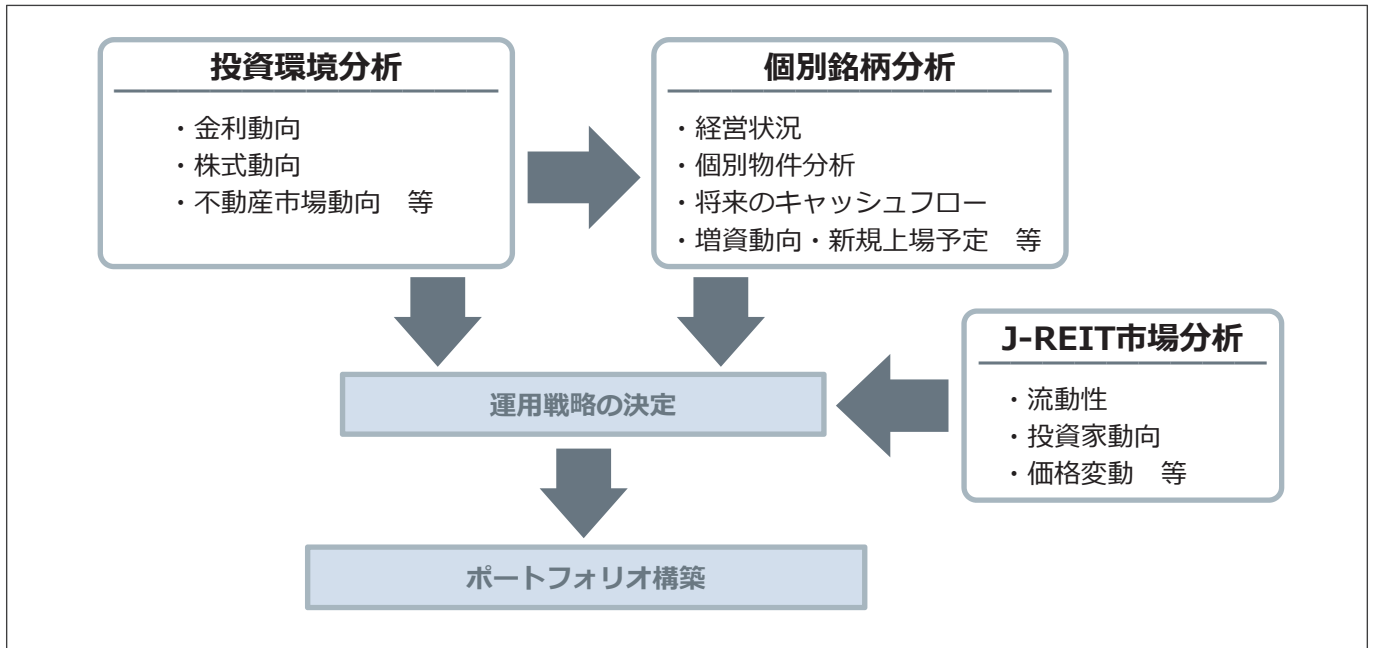 投資環境分析
・金利動向
・株式動向
・不動産市場動向　等
個別銘柄分析
・経営状況
・個別物件分析
・将来のキャッシュフロー
・増資動向・新規上場予定　等
J-REIT市場分析
・流動性
・投資家動向
・価格変動　等
運用戦略の決定
ポートフォリオ構築